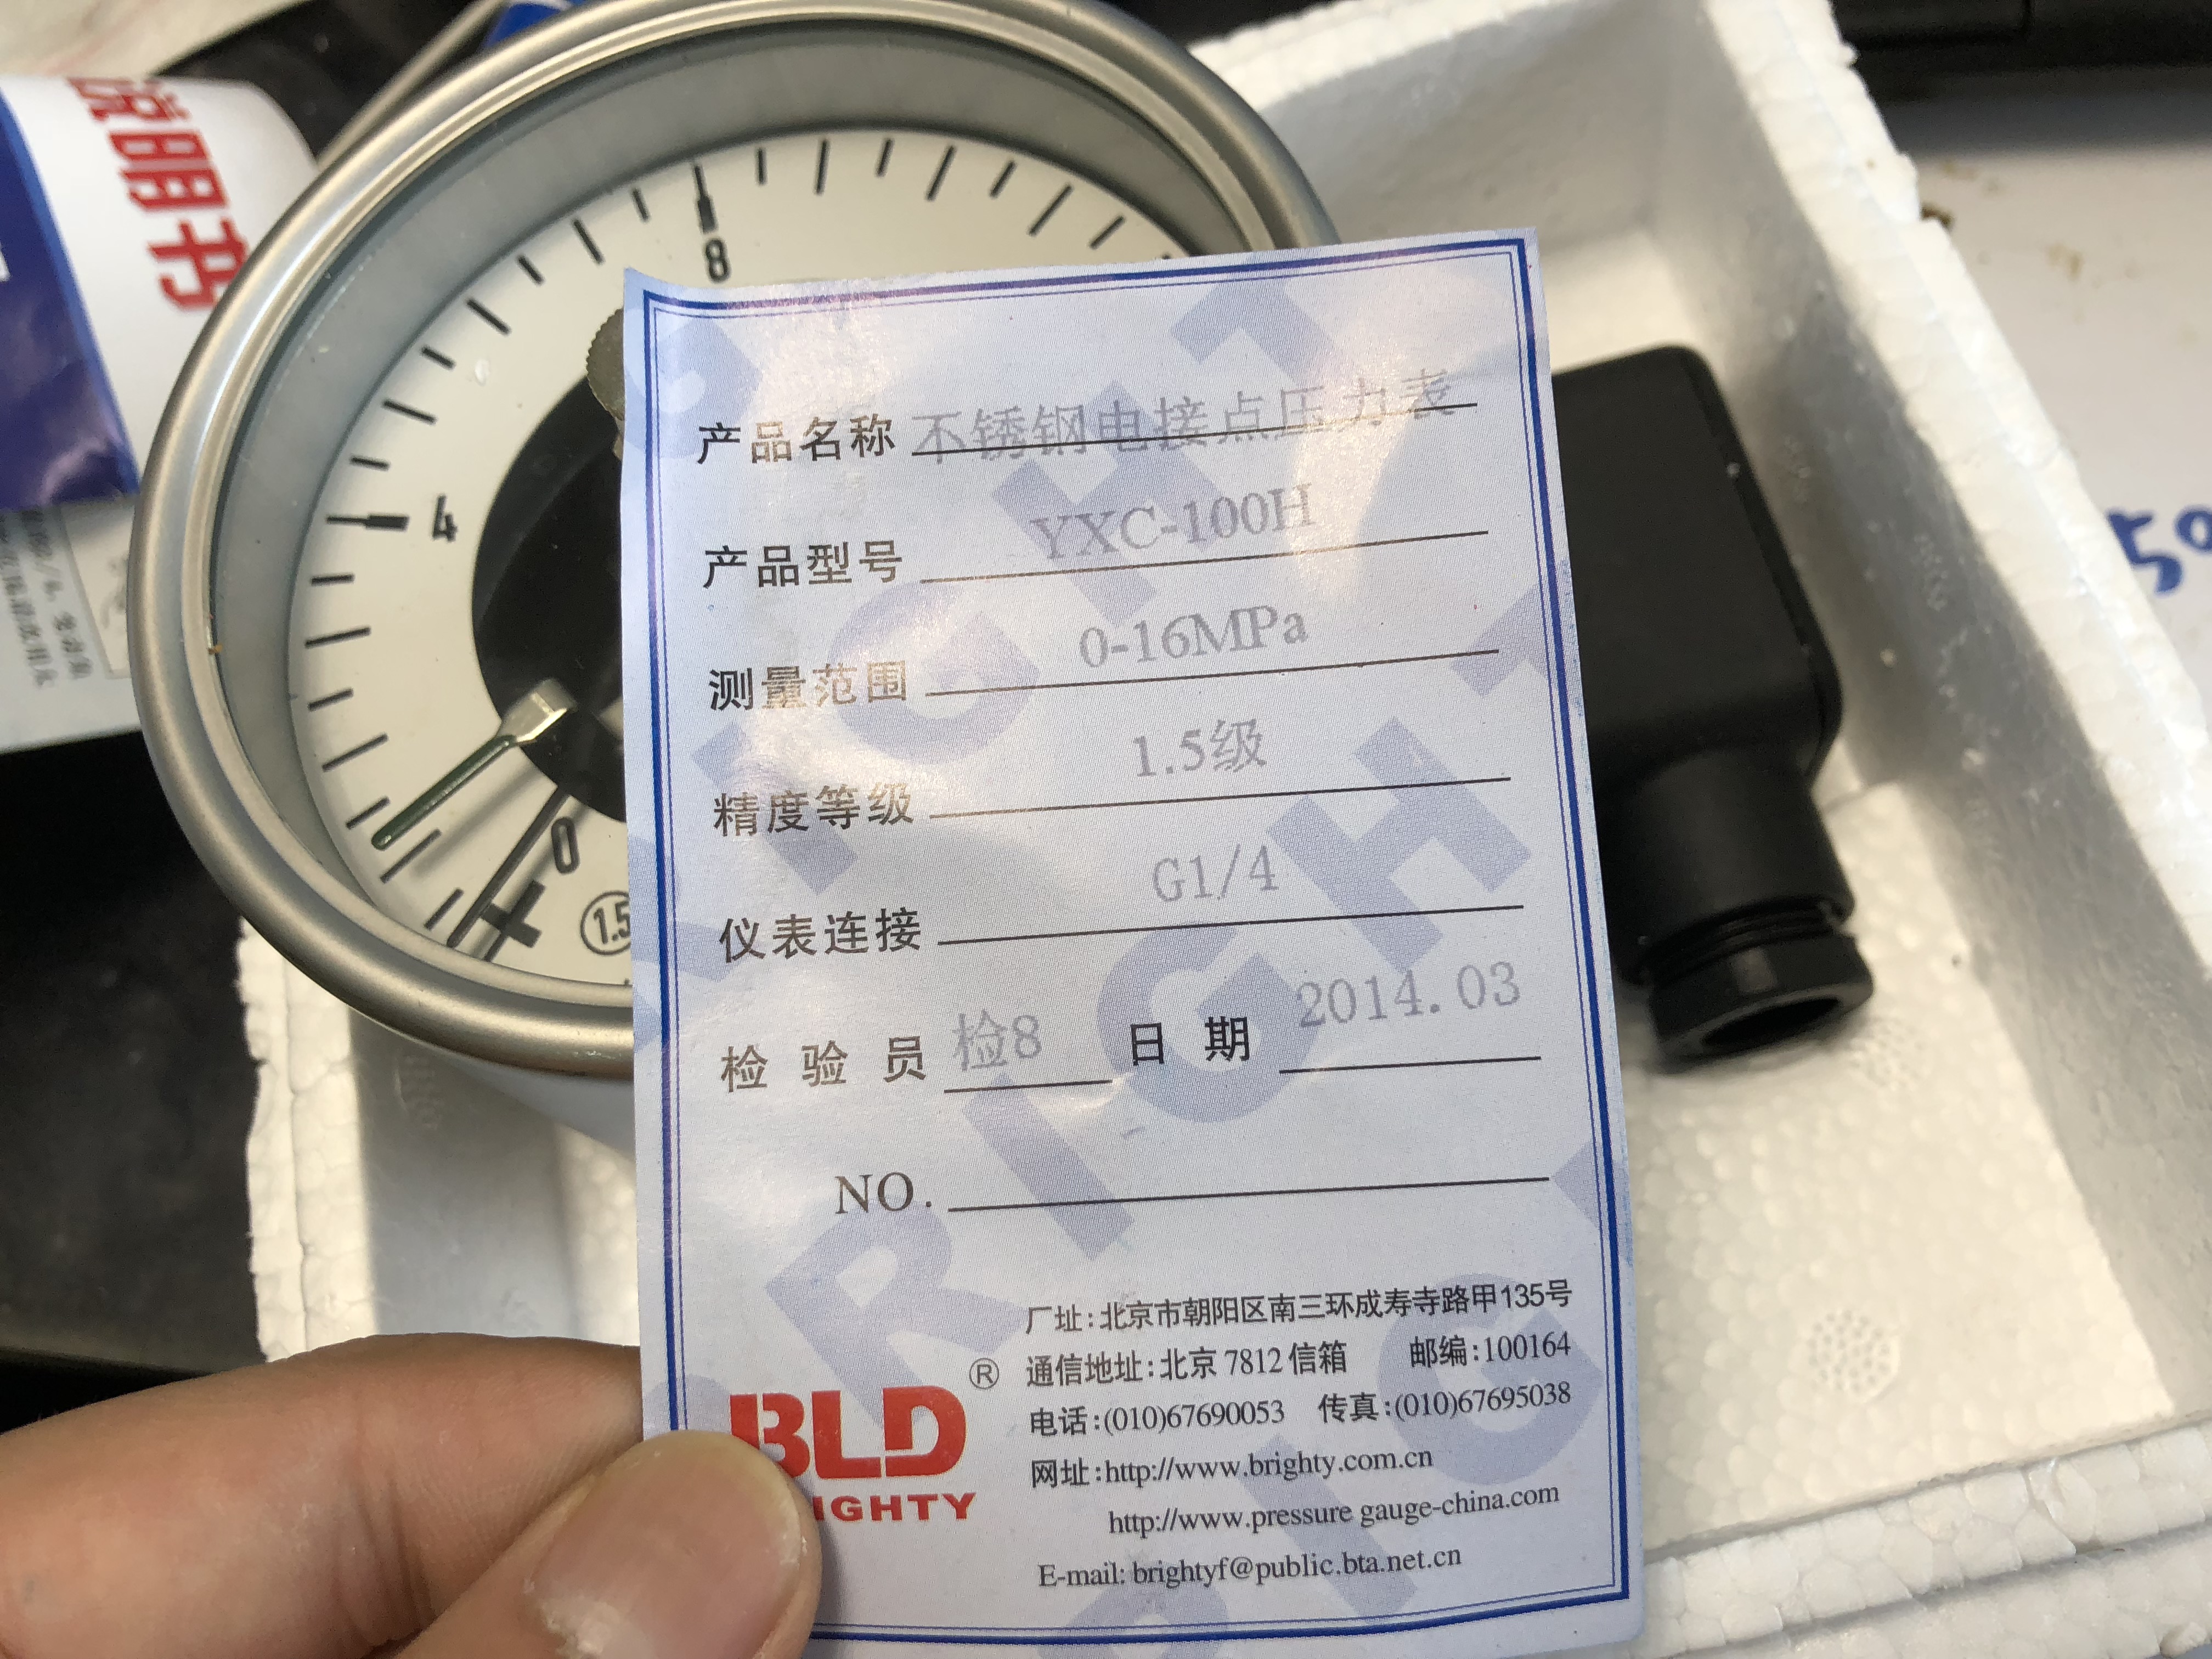 说明书
8
4
0
1.5
产品名称 不锈钢电接点压力表
产品型号 YXC-100H
测量范围 0-16MPa
精度等级 1.5级
仪表连接 G1/4
检验员 检8 日期 2014.03
NO.
厂址:北京市朝阳区南三环成寿寺路甲135号
通信地址:北京7812信箱 邮编:100164
电话:(010)67690053 传真:(010)67695038
网址:http://www.brighty.com.cn
http://www.pressure gauge-china.com
E-mail: brightyf@public.bta.net.cn
BLD®
IGHTY